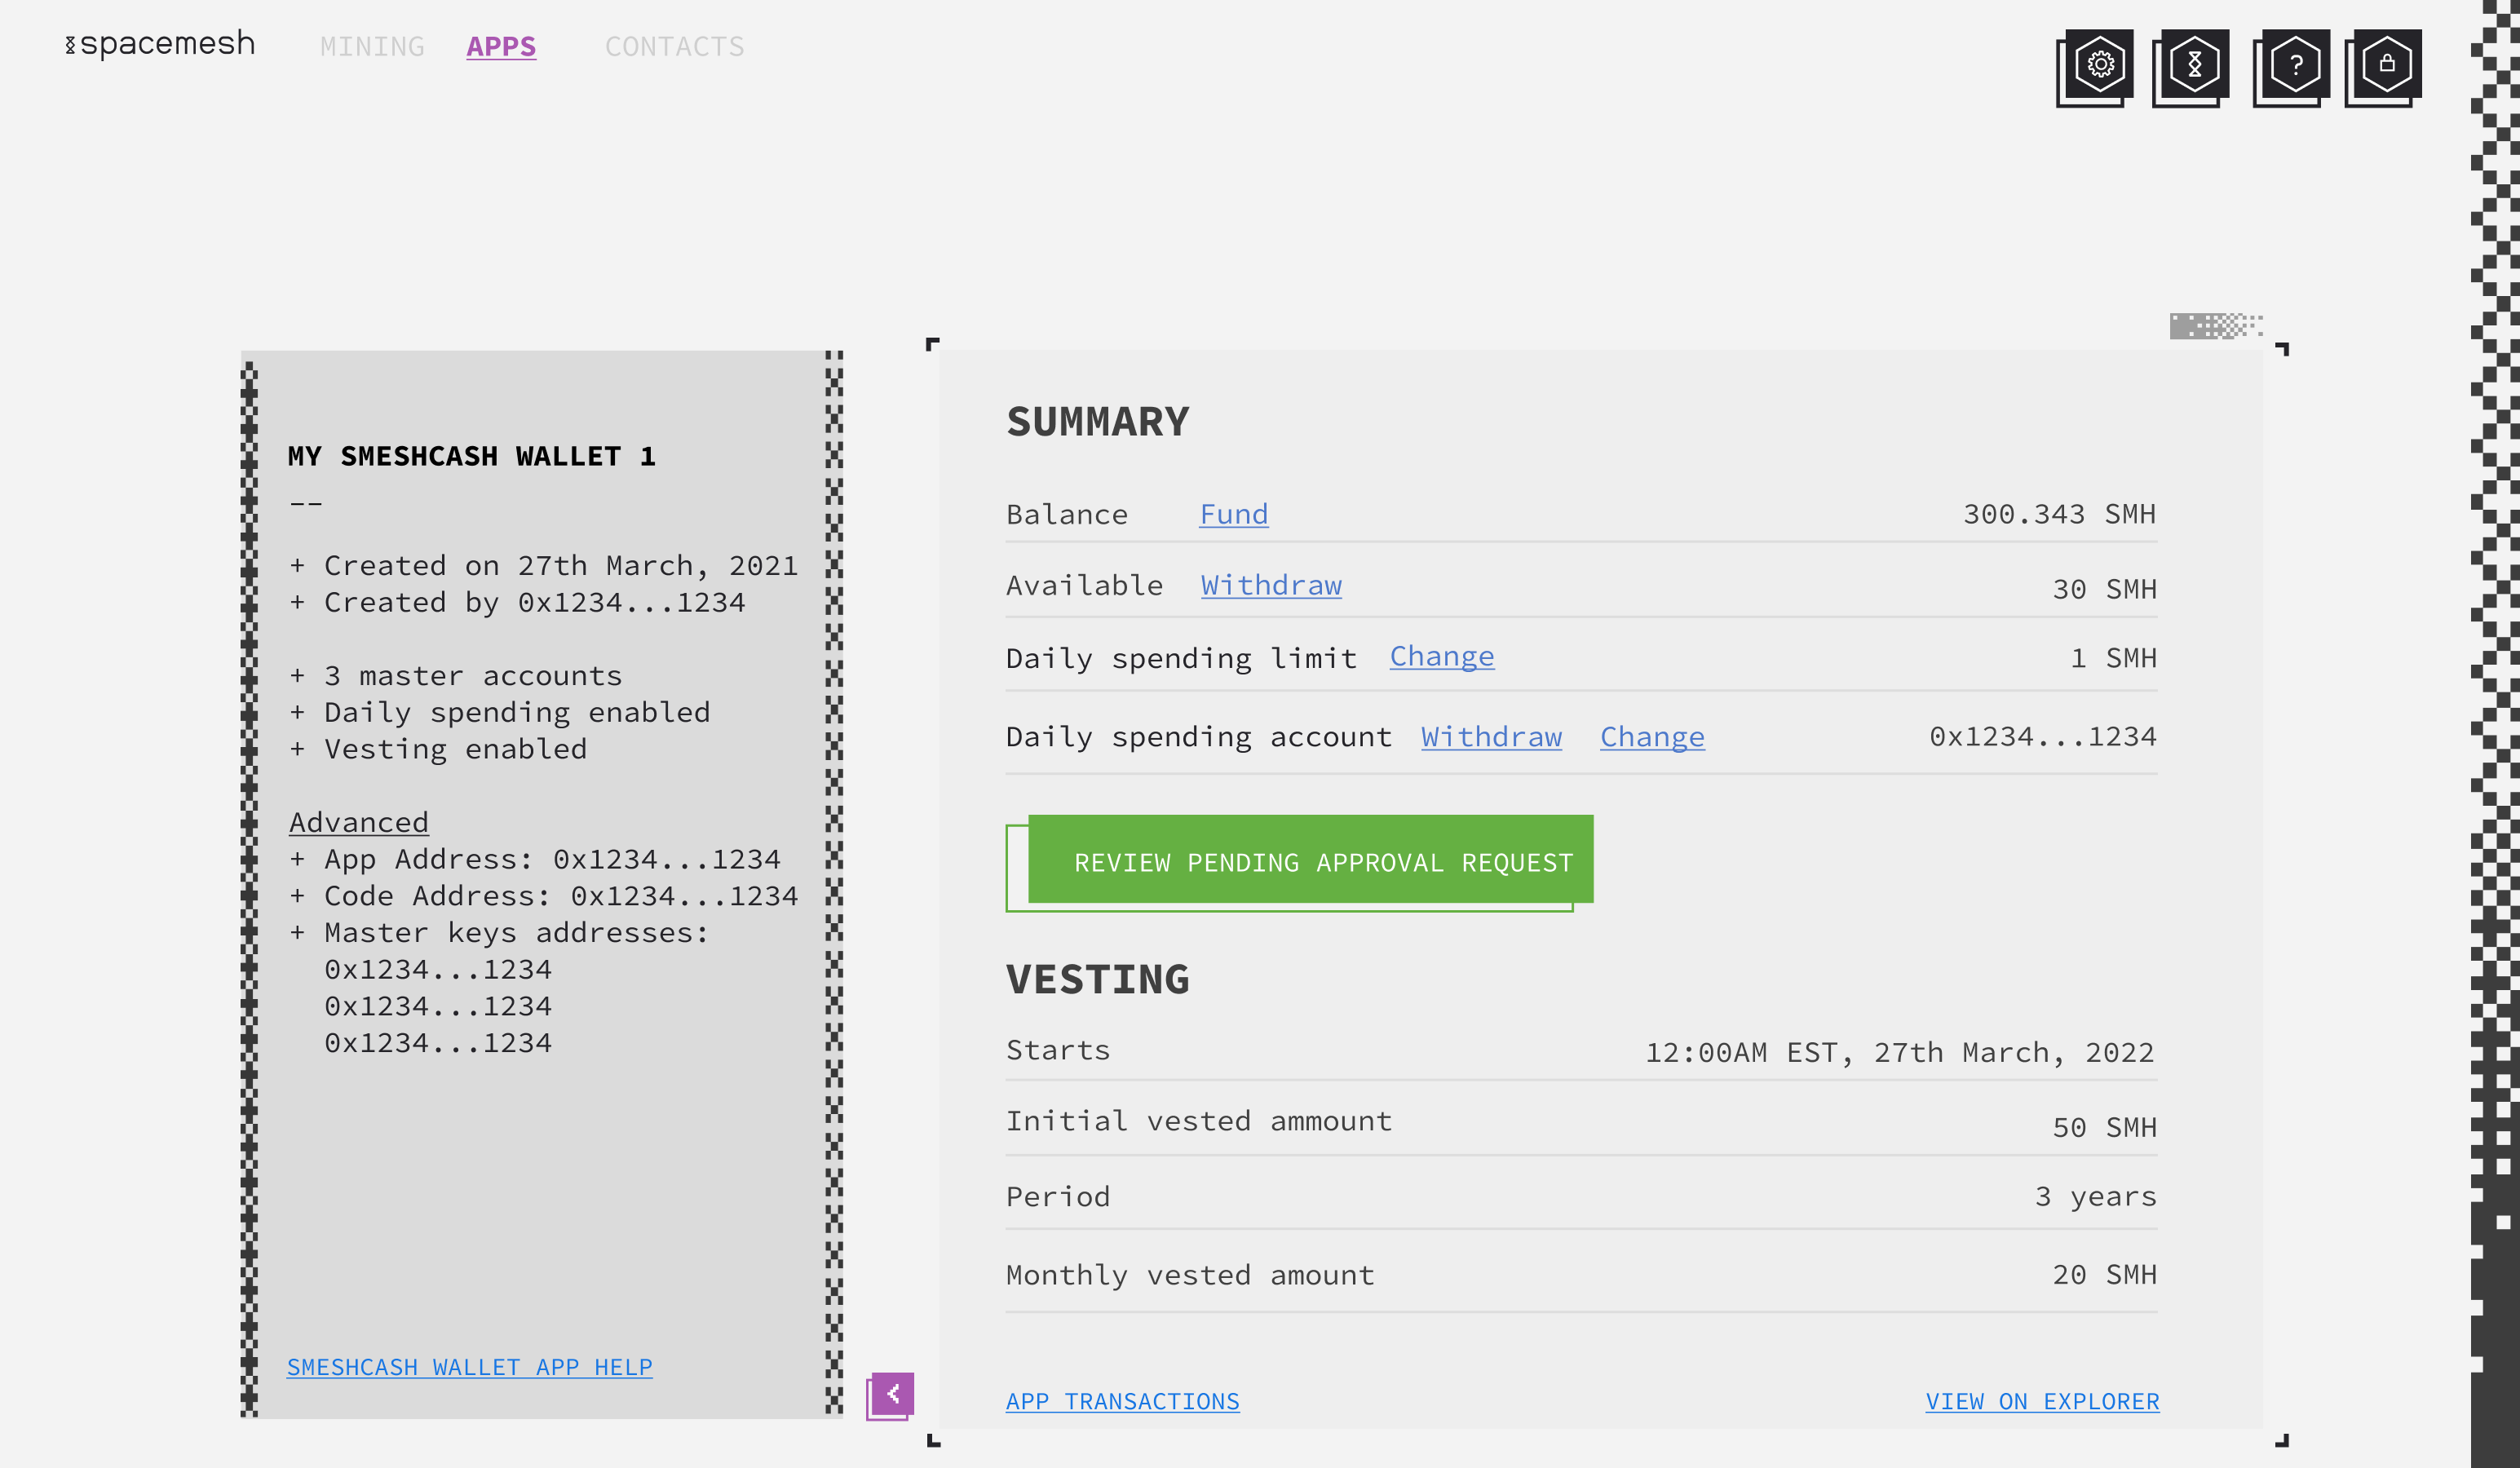 spacemesh MINING APPS CONTACTS
?
MY SMESHCASH WALLET 1
--
+ Created on 27th March, 2021
+ Created by 0x1234...1234
+ 3 master accounts
+ Daily spending enabled
+ Vesting enabled
Advanced
+ App Address: 0x1234...1234
+ Code Address: 0x1234...1234
+ Master keys addresses:
0x1234...1234
0x1234...1234
0x1234...1234
SMESHCASH WALLET APP HELP
SUMMARY
Balance Fund 300.343 SMH
Available Withdraw 30 SMH
Daily spending limit Change 1 SMH
Daily spending account Withdraw Change 0x1234...1234
REVIEW PENDING APPROVAL REQUEST
VESTING
Starts 12:00AM EST, 27th March, 2022
Initial vested ammount 50 SMH
Period 3 years
Monthly vested amount 20 SMH
APP TRANSACTIONS VIEW ON EXPLORER